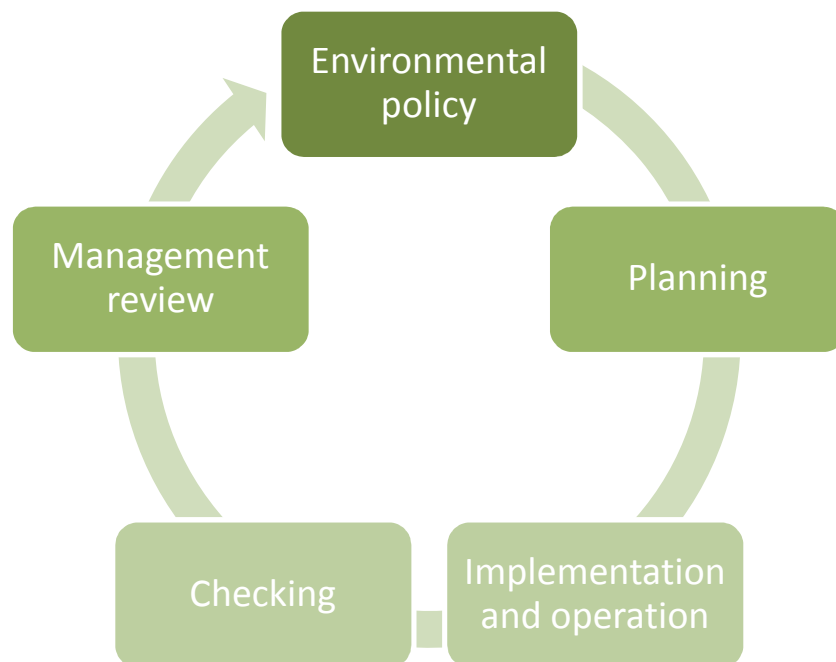 Environmental
policy
Planning
Implementation
and operation
Checking
Management
review